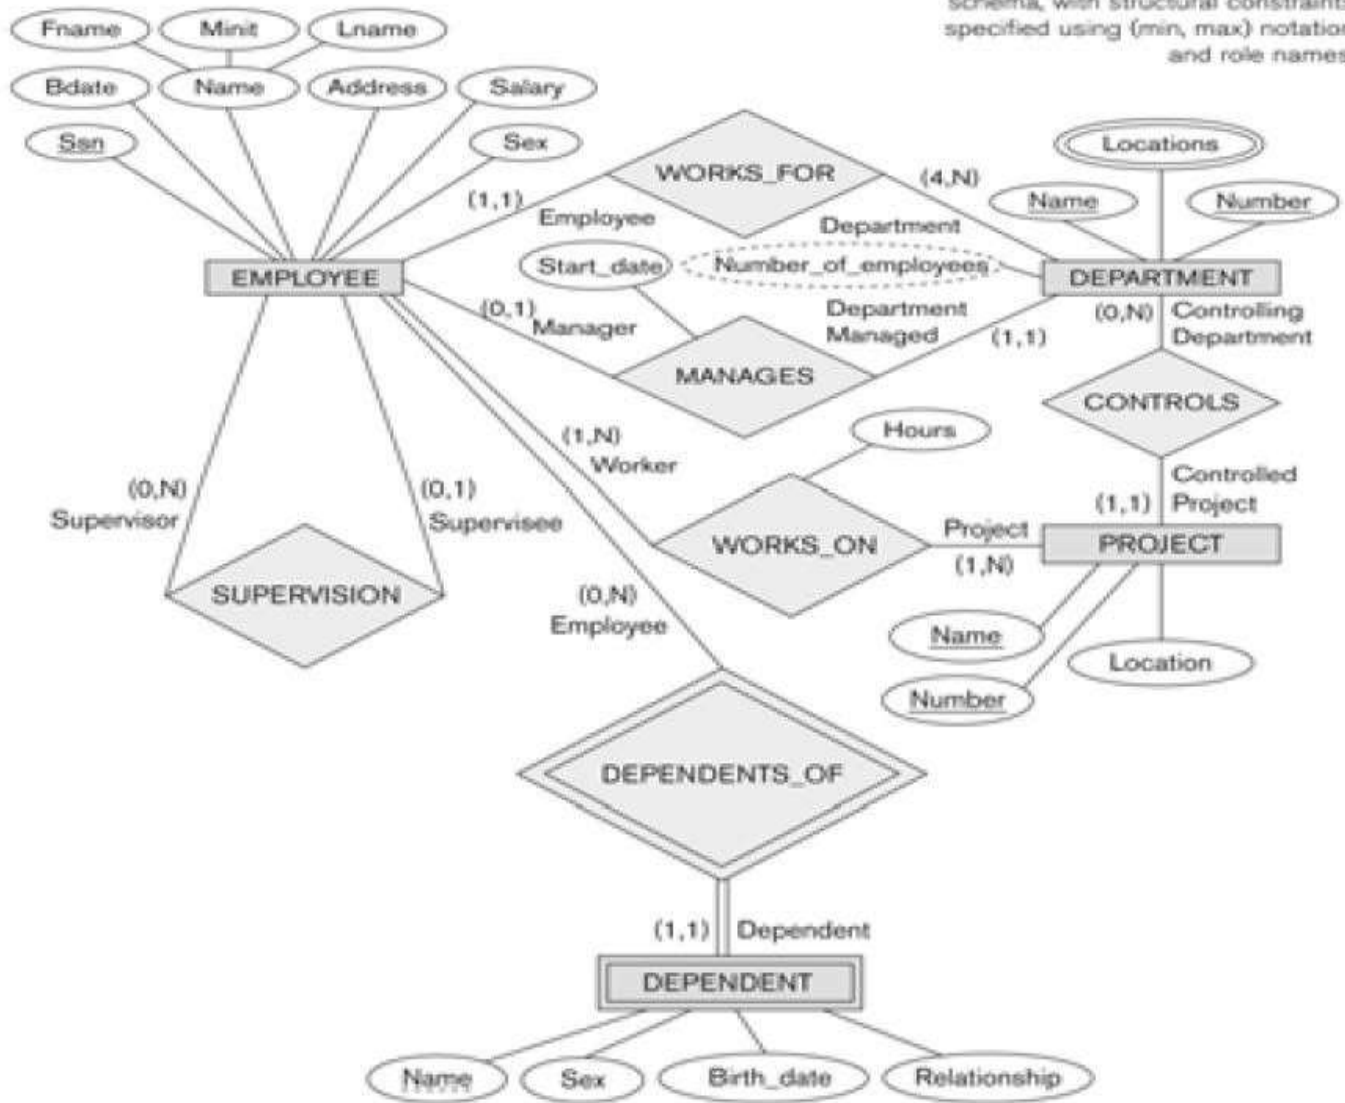 schema, with structural constraints
specified using (min, max) notation
and role names
Fname
Minit
Lname
Bdate
Name
Address
Salary
Ssn
Sex
WORKS_FOR
Locations
(1,1)
Employee
(4,N)
Department
Name
Number
EMPLOYEE
Start_date
Number_of_employees
DEPARTMENT
(0,1)
Manager
Department
Managed
(1,1)
(0,N)
Controlling
Department
MANAGES
CONTROLS
Hours
(1,N)
Worker
(0,N)
Supervisor
(0,1)
Supervisee
Controlled
Project
(1,1)
SUPERVISION
WORKS_ON
Project
(1,N)
PROJECT
(0,N)
Employee
Name
Location
Number
DEPENDENTS_OF
(1,1)
Dependent
DEPENDENT
Name
Sex
Birth_date
Relationship